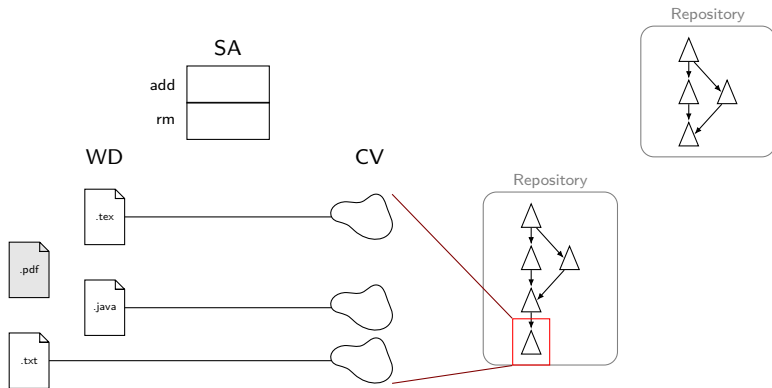 Repository
SA
add
rm
WD
CV
Repository
.tex
.pdf
.java
.txt